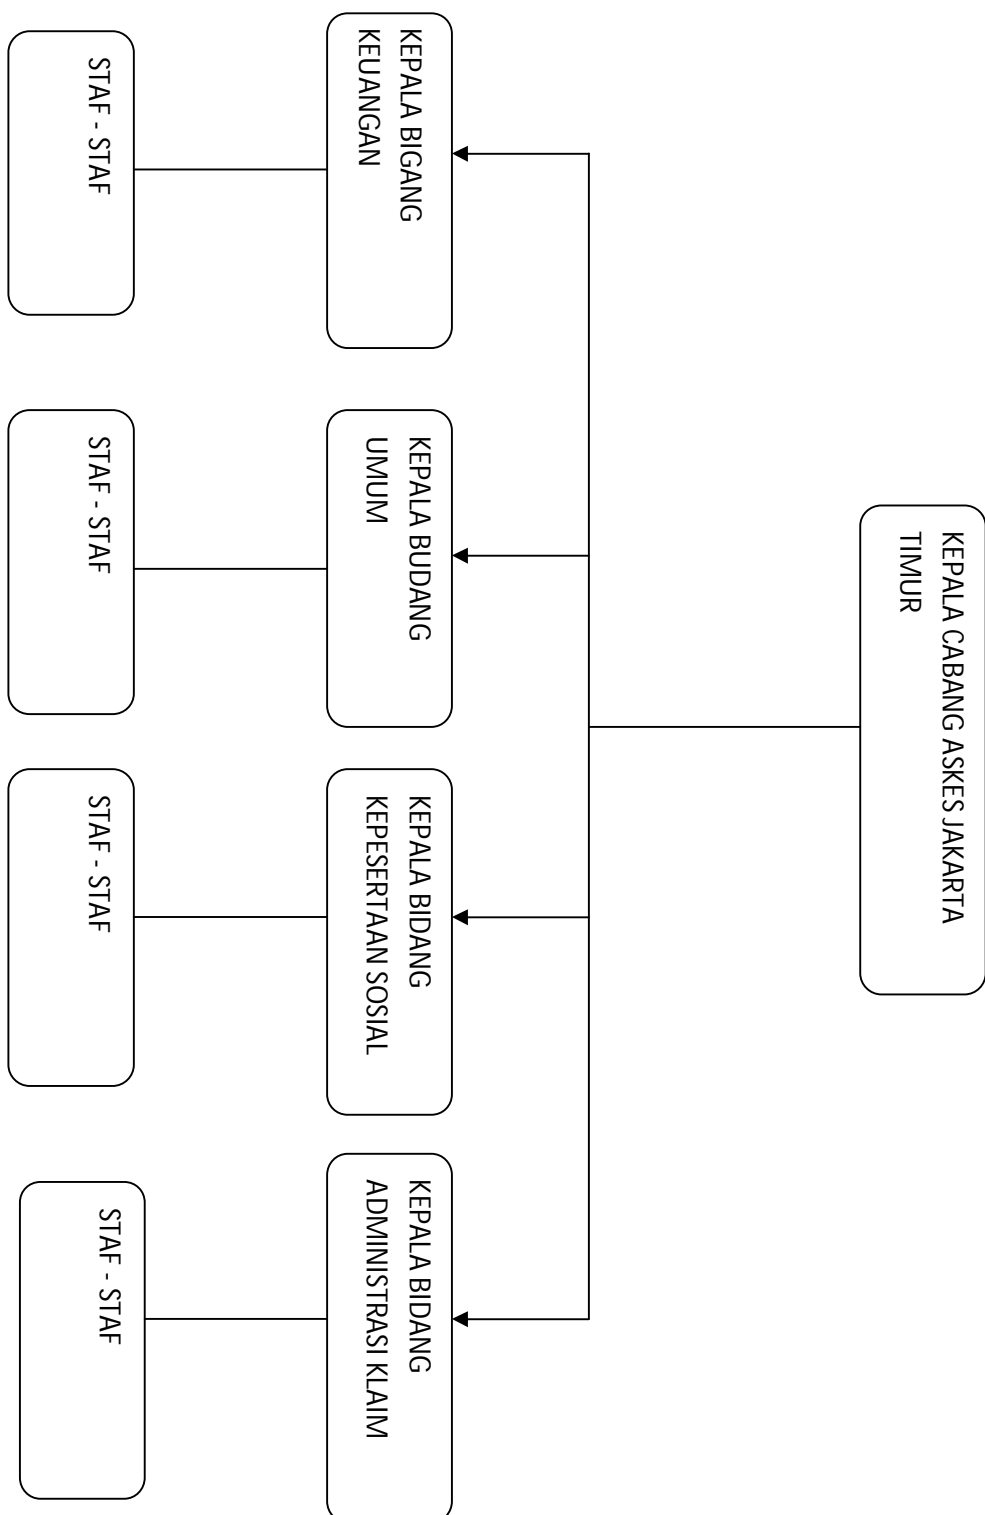 KEPALA CABANG ASKES JAKARTA
TIMUR
KEPALA BIGANG
KEUANGAN
KEPALA BUDANG
UMUM
KEPALA BIDANG
KEPESERTAAN SOSIAL
KEPALA BIDANG
ADMINISTRASI KLAIM
STAF - STAF
STAF - STAF
STAF - STAF
STAF - STAF